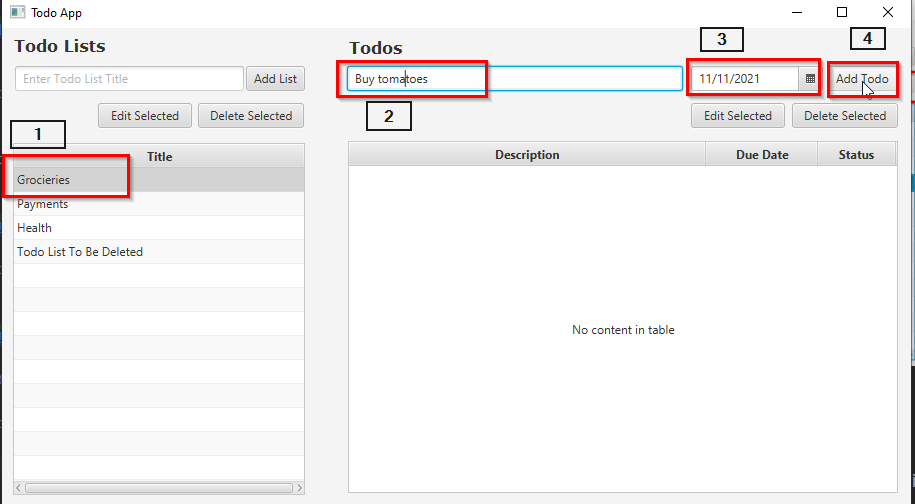 Todo App
Todo Lists
Todos
3
4
Enter Todo List Title
Add List
Buy tomatoes
11/11/2021
Add Todo
Edit Selected
Delete Selected
2
Edit Selected
Delete Selected
1
Title
Description
Due Date
Status
Grocieries
Payments
Health
Todo List To Be Deleted
No content in table